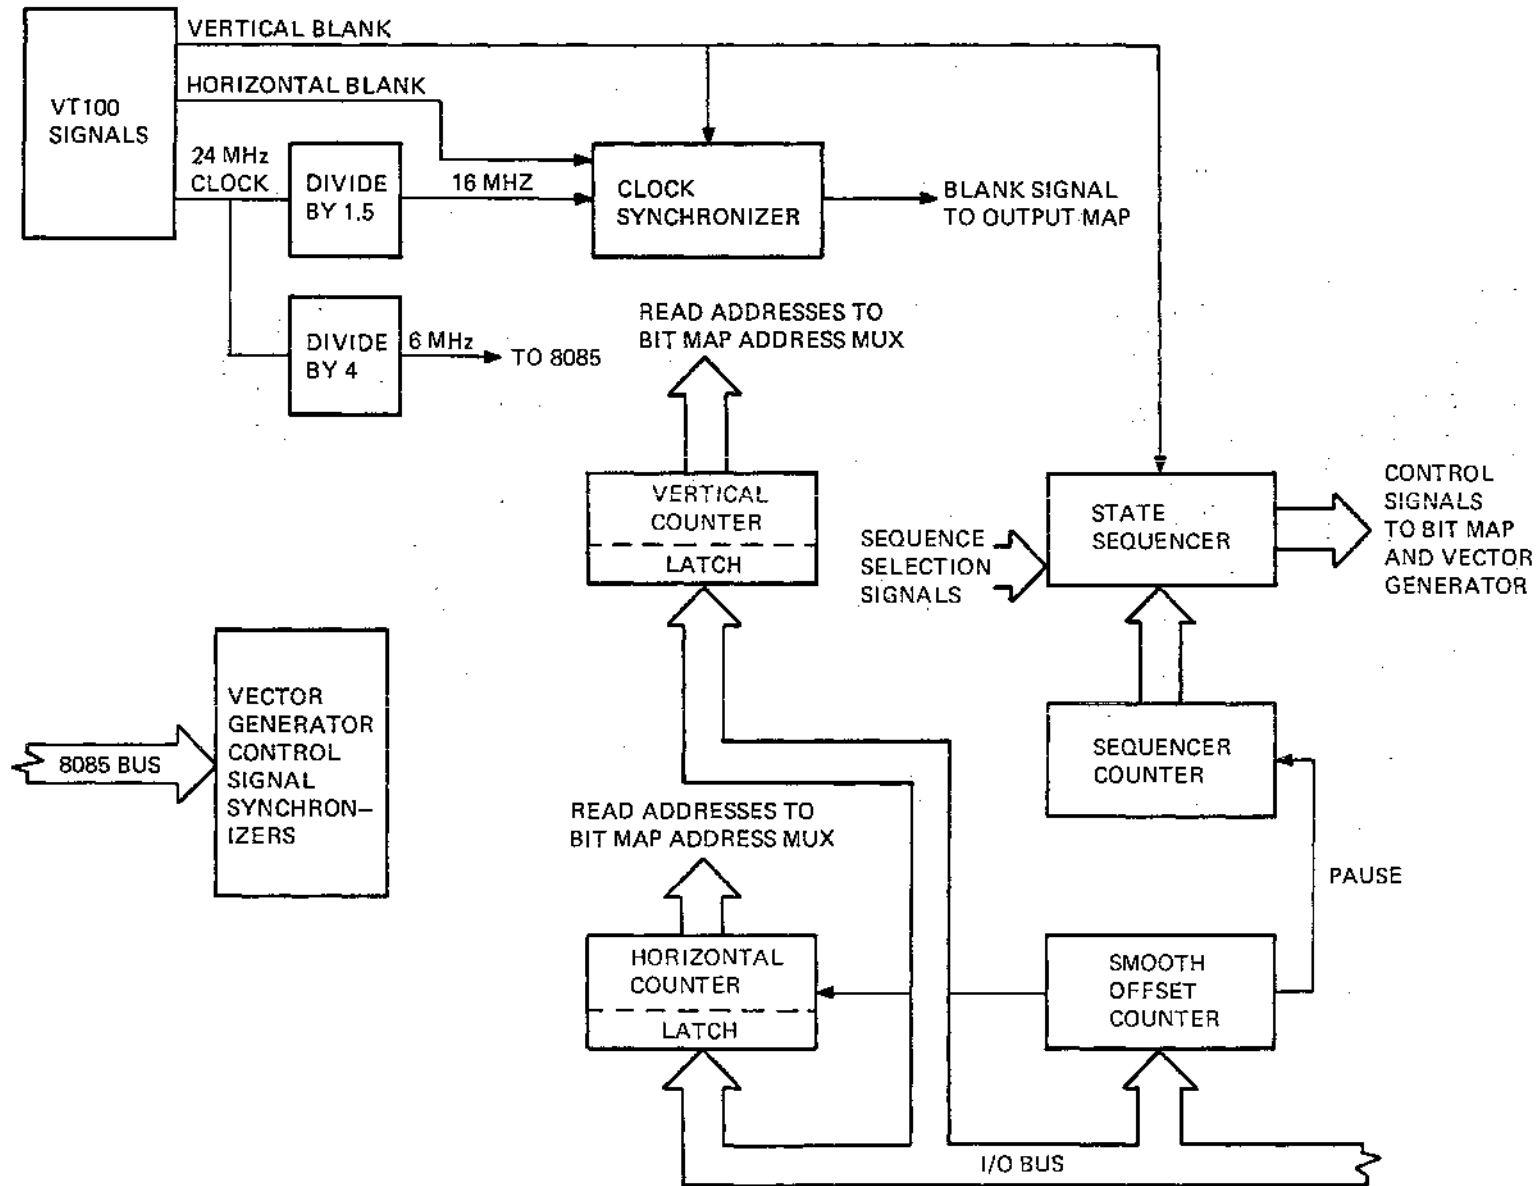 VERTICAL BLANK
HORIZONTAL BLANK
VT100
SIGNALS
24 MHz
CLOCK
DIVIDE
BY 1.5
16 MHZ
CLOCK
SYNCHRONIZER
BLANK SIGNAL
TO OUTPUT MAP
DIVIDE
BY 4
6 MHz
TO 8085
READ ADDRESSES TO
BIT MAP ADDRESS MUX
VERTICAL
COUNTER
LATCH
SEQUENCE
SELECTION
SIGNALS
STATE
SEQUENCER
CONTROL
SIGNALS
TO BIT MAP
AND VECTOR
GENERATOR
8085 BUS
VECTOR
GENERATOR
CONTROL
SIGNAL
SYNCHRON-
IZERS
SEQUENCER
COUNTER
PAUSE
READ ADDRESSES TO
BIT MAP ADDRESS MUX
HORIZONTAL
COUNTER
LATCH
SMOOTH
OFFSET
COUNTER
I/O BUS